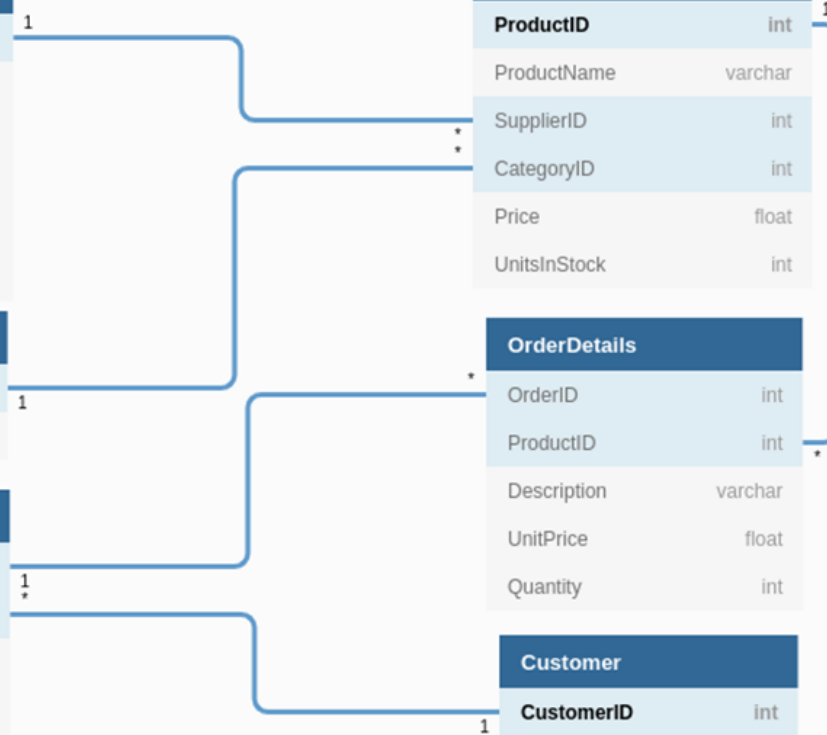 1
1
ProductID int
ProductName varchar
SupplierID int
*
*
CategoryID int
Price float
UnitsInStock int
OrderDetails
*
OrderID int
1
ProductID int
*
Description varchar
UnitPrice float
1
Quantity int
*
Customer
CustomerID int
1